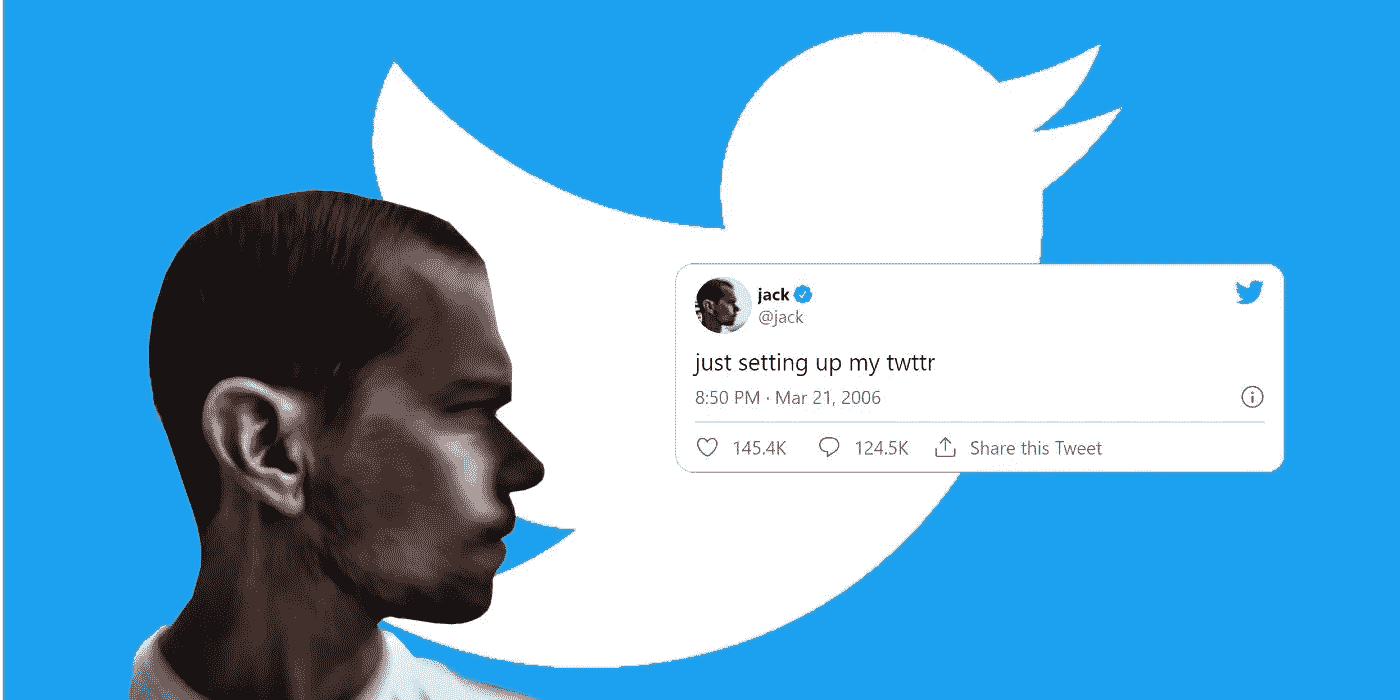 jack
@jack
just setting up my twttr
8:50 PM · Mar 21, 2006
145.4K 124.5K Share this Tweet